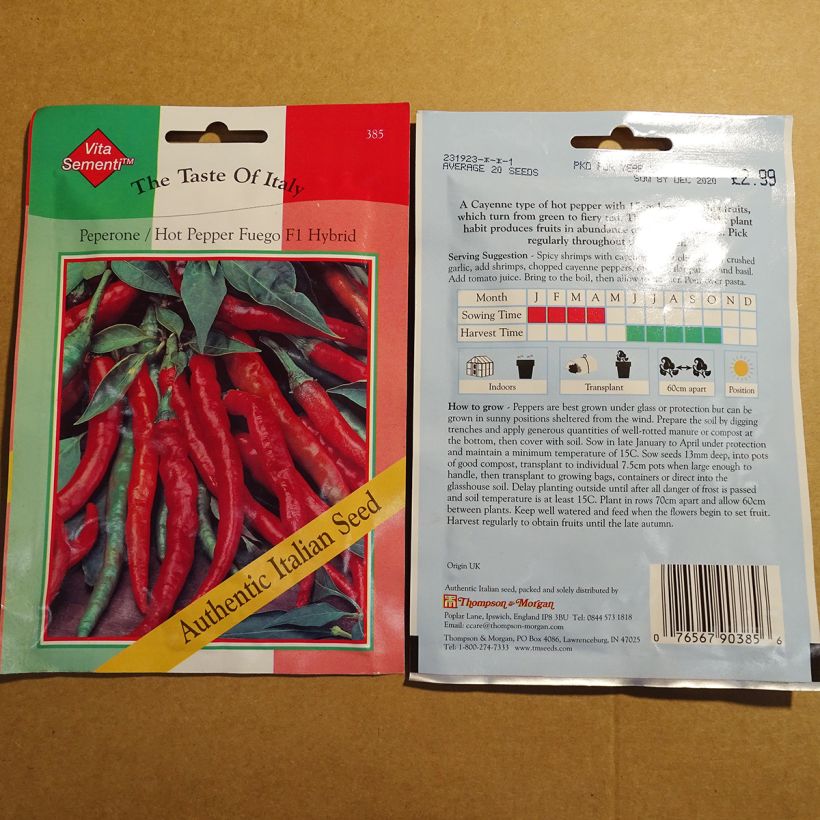 385
Vita
Sementi™
The Taste Of Italy
Peperone / Hot Pepper Fuego F1 Hybrid
Authentic Italian Seed
231923-x-x-1
AVERAGE 20 SEEDS
PKD FOR YEAR
SOW BY DEC 2020
£2.99
A Cayenne type of hot pepper with fruits,
which turn from green to fiery red. plant
habit produces fruits in abundance Pick
regularly throughout
Serving Suggestion - Spicy shrimps with crushed
garlic, add shrimps, chopped cayenne peppers, and basil.
Add tomato juice. Bring to the boil, then allow over pasta.
Month J F M A M J J A S O N D
Sowing Time
Harvest Time
Indoors
Transplant
60cm apart
Position
How to grow - Peppers are best grown under glass or protection but can be
grown in sunny positions sheltered from the wind. Prepare the soil by digging
trenches and apply generous quantities of well-rotted manure or compost at
the bottom, then cover with soil. Sow in late January to April under protection
and maintain a minimum temperature of 15C. Sow seeds 13mm deep, into pots
of good compost, transplant to individual 7.5cm pots when large enough to
handle, then transplant to growing bags, containers or direct into the
glasshouse soil. Delay planting outside until after all danger of frost is passed
and soil temperature is at least 15C. Plant in rows 70cm apart and allow 60cm
between plants. Keep well watered and feed when the flowers begin to set fruit.
Harvest regularly to obtain fruits until the late autumn.
Origin UK
Authentic Italian seed, packed and solely distributed by
Thompson & Morgan
Poplar Lane, Ipswich, England IP8 3BU Tel: 0844 573 1818
Email: ccare@thompson-morgan.com
Thompson & Morgan, PO Box 4086, Lawrenceburg, IN 47025
Tel: 1-800-274-7333 www.tmseeds.com
0 76567 90385 6